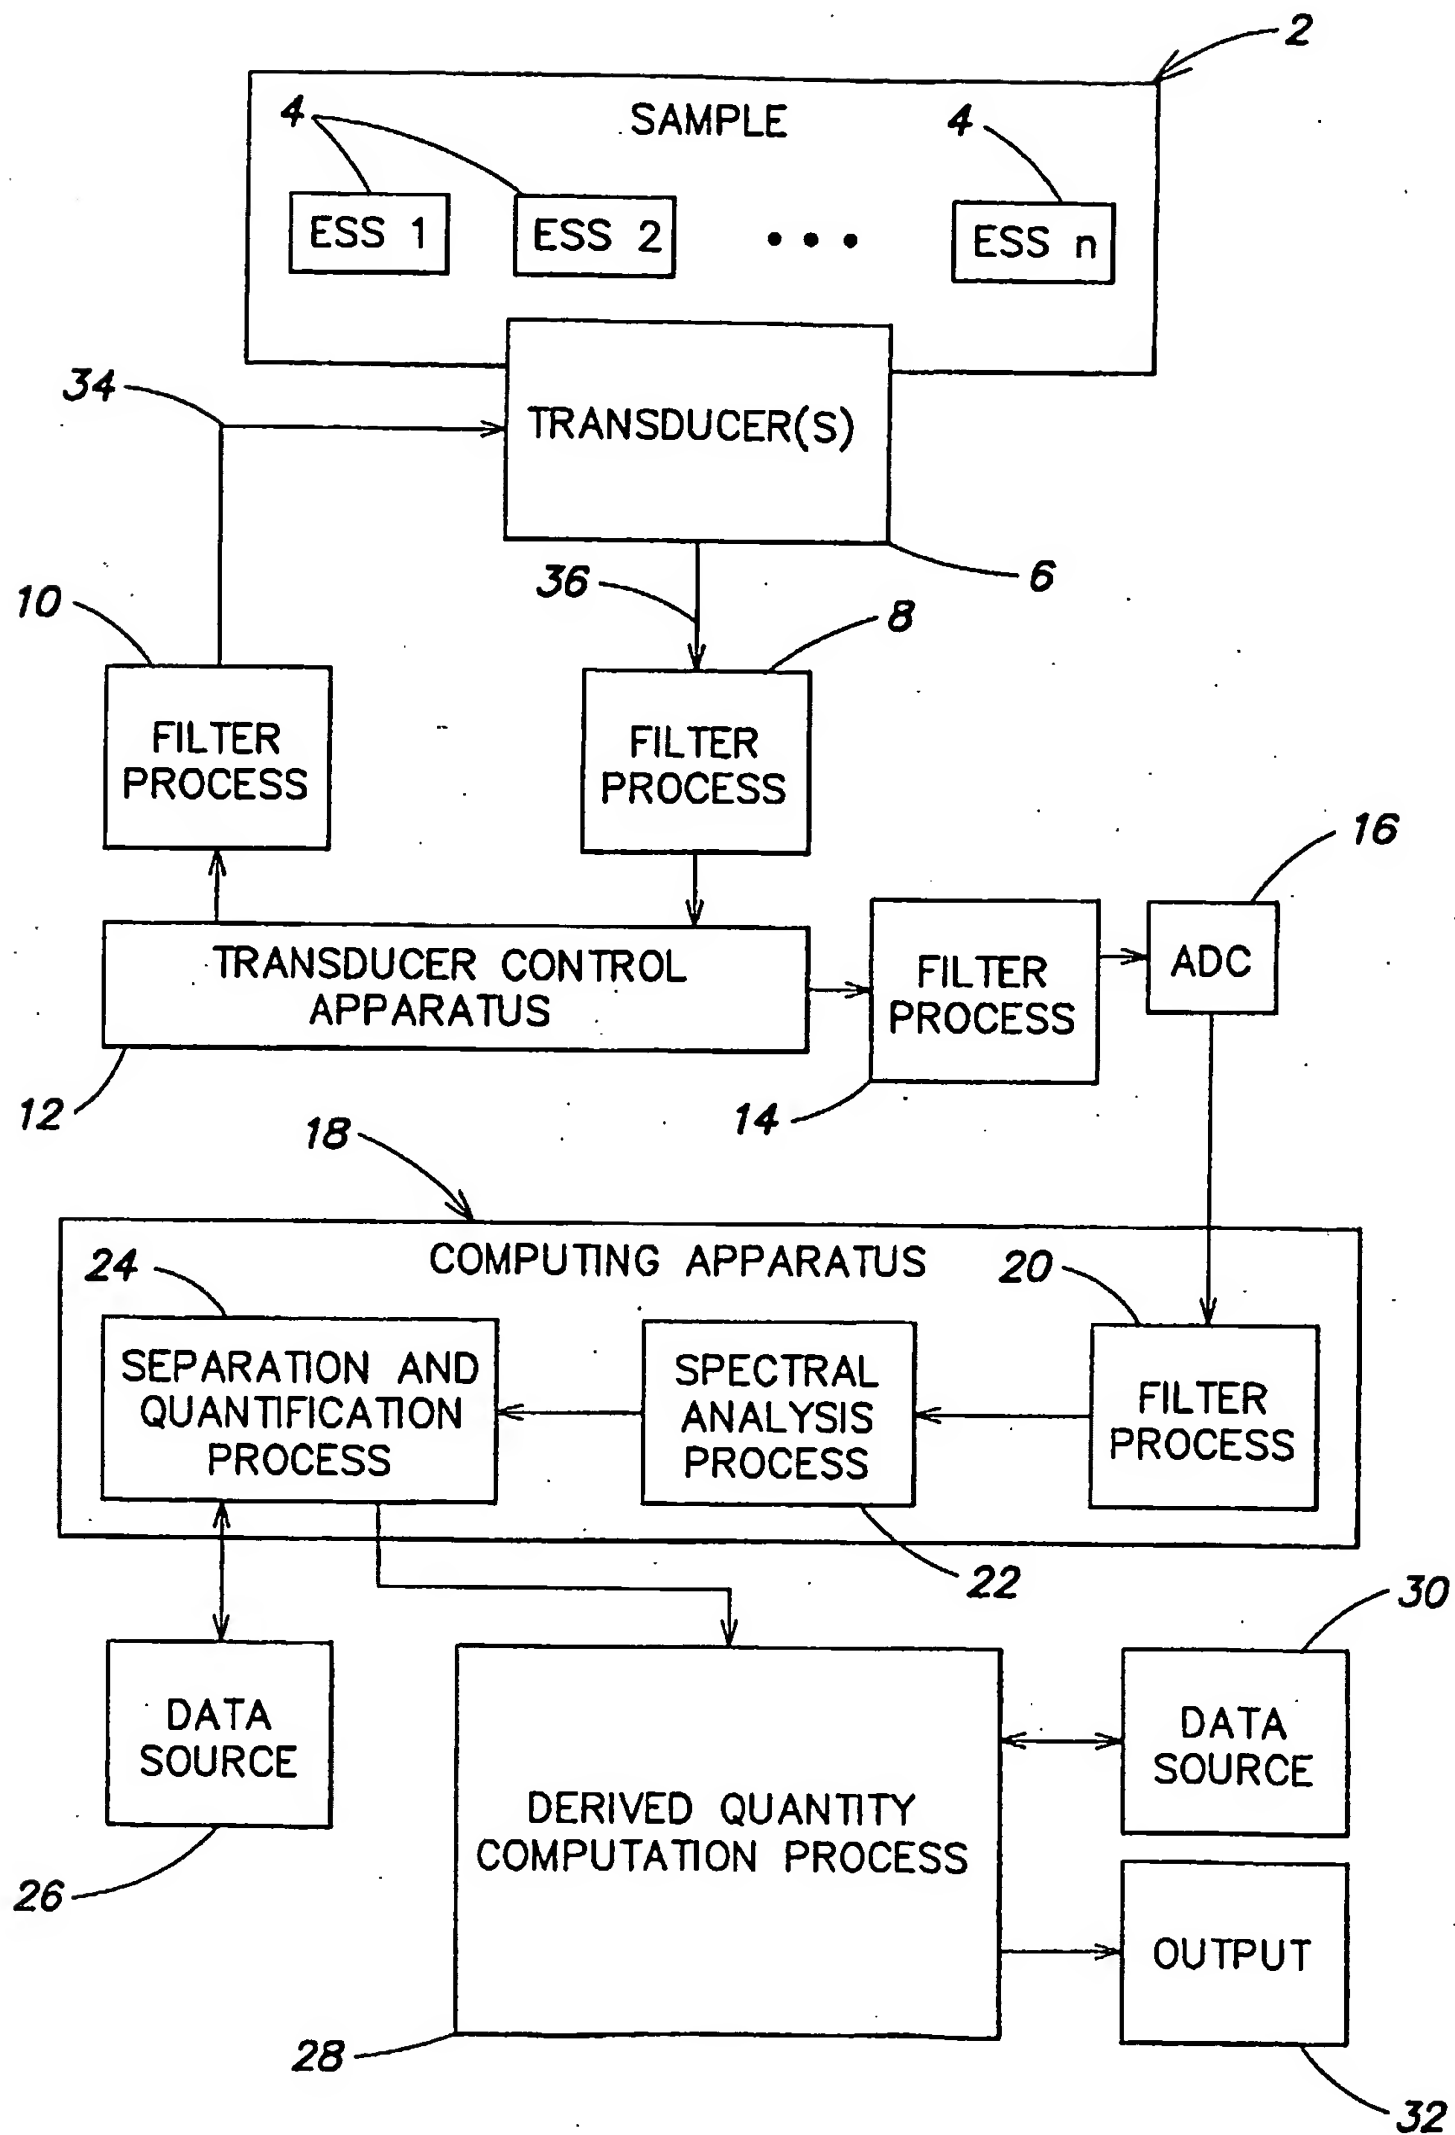 2
SAMPLE
4
4
ESS 1
ESS 2
• • •
ESS n
34
TRANSDUCER(S)
6
36
10
8
FILTER
PROCESS
FILTER
PROCESS
16
TRANSDUCER CONTROL
APPARATUS
FILTER
PROCESS
ADC
12
14
18
COMPUTING APPARATUS
24
20
SEPARATION AND
QUANTIFICATION
PROCESS
SPECTRAL
ANALYSIS
PROCESS
FILTER
PROCESS
22
30
DATA
SOURCE
DERIVED QUANTITY
COMPUTATION PROCESS
DATA
SOURCE
26
OUTPUT
28
32